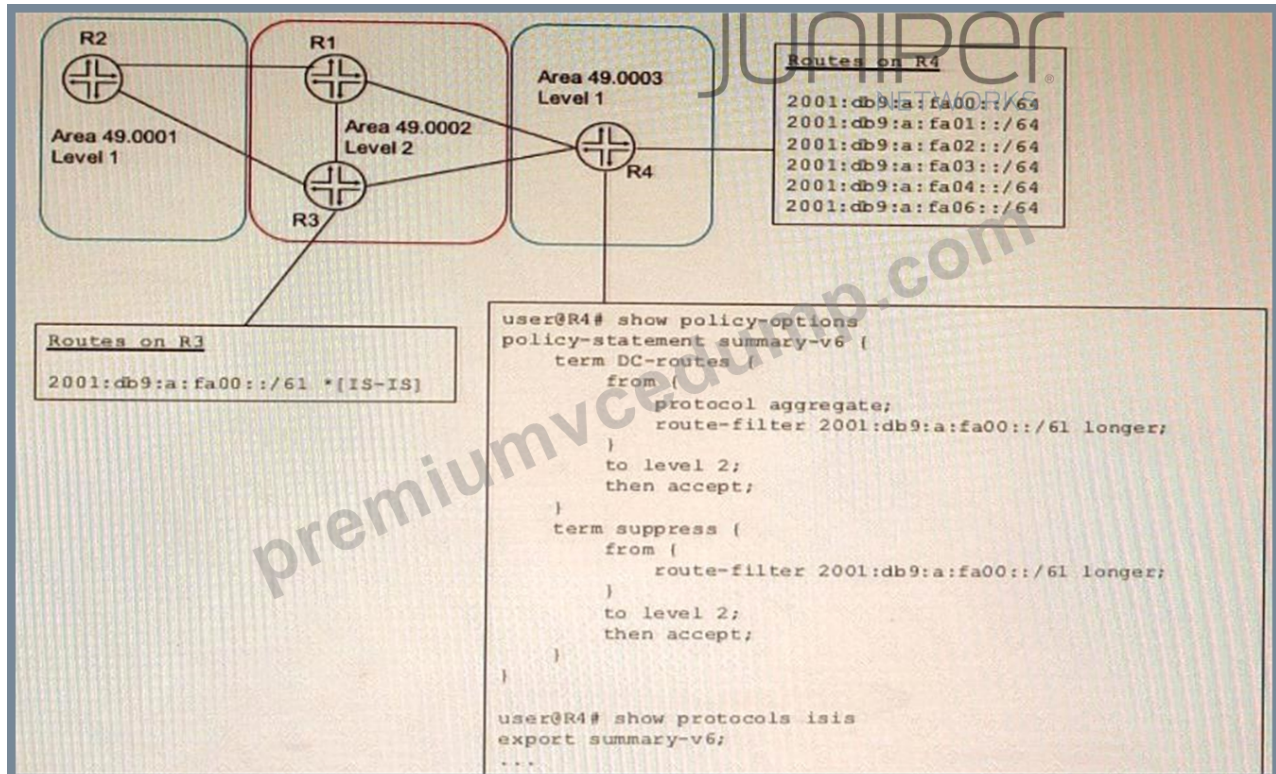 JUNIPer
NETWORKS
R2
R1
Area 49.0003
Level 1
Routes on R4
2001:db9:a:fa00::/64
2001:db9:a:fa01::/64
2001:db9:a:fa02::/64
2001:db9:a:fa03::/64
2001:db9:a:fa04::/64
2001:db9:a:fa06::/64
Area 49.0001
Level 1
Area 49.0002
Level 2
R4
R3
Routes on R3
2001:db9:a:fa00::/61 *[IS-IS]
user@R4# show policy-options
policy-statement summary-v6 {
term DC-routes {
from {
protocol aggregate;
route-filter 2001:db9:a:fa00::/61 longer;
}
to level 2;
then accept;
}
term suppress {
from {
route-filter 2001:db9:a:fa00::/61 longer;
}
to level 2;
then accept;
}
}
user@R4# show protocols isis
export summary-v6;
...
premiumvcedump.com